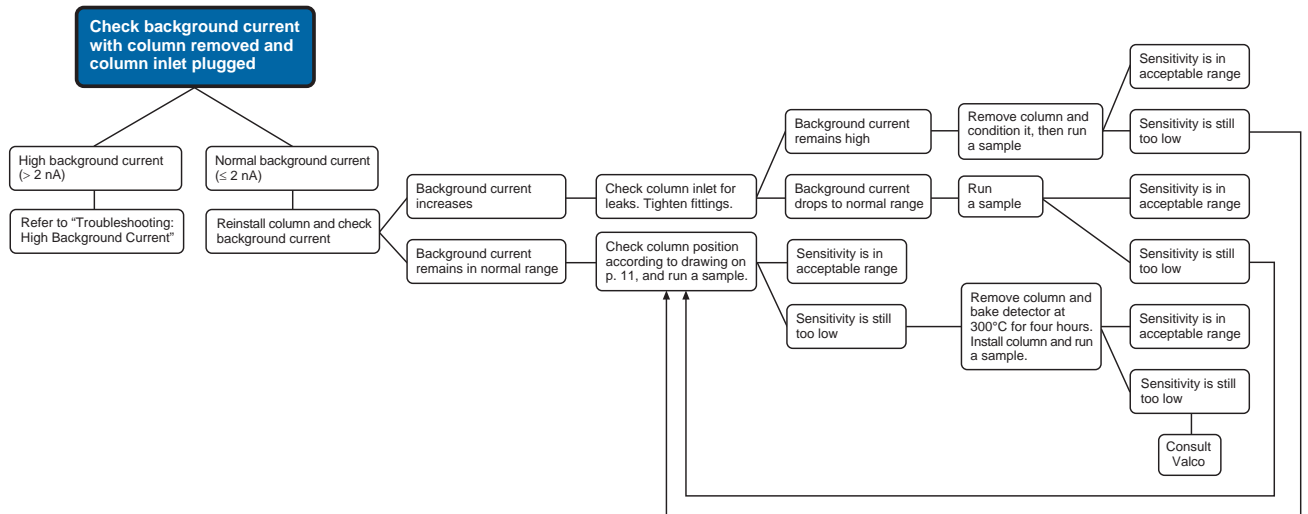 Check background current
with column removed and
column inlet plugged
High background current
(> 2 nA)
Refer to “Troubleshooting:
High Background Current”
Normal background current
(≤ 2 nA)
Reinstall column and check
background current
Background current
increases
Check column inlet for
leaks. Tighten fittings.
Background current
remains high
Remove column and
condition it, then run
a sample
Sensitivity is in
acceptable range
Sensitivity is still
too low
Background current
drops to normal range
Run
a sample
Sensitivity is in
acceptable range
Sensitivity is still
too low
Background current
remains in normal range
Check column position
according to drawing on
p. 11, and run a sample.
Sensitivity is in
acceptable range
Sensitivity is still
too low
Remove column and
bake detector at
300°C for four hours.
Install column and run
a sample.
Sensitivity is in
acceptable range
Sensitivity is still
too low
Consult
Valco